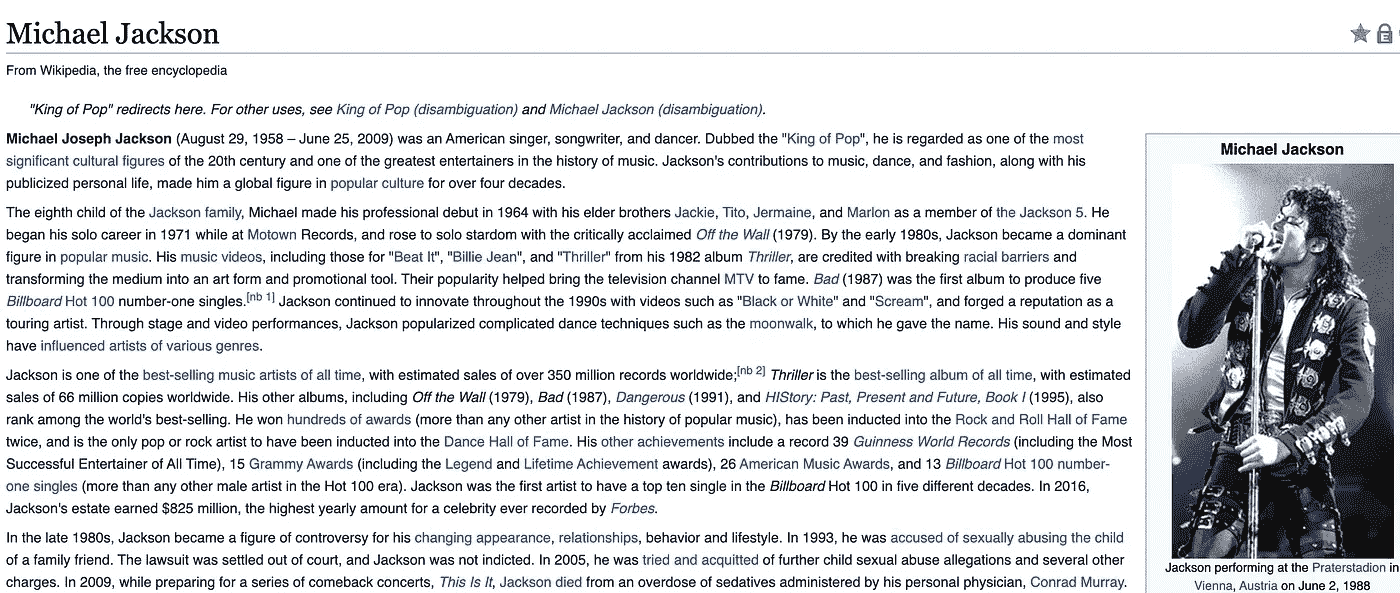 Michael Jackson
From Wikipedia, the free encyclopedia
"King of Pop" redirects here. For other uses, see King of Pop (disambiguation) and Michael Jackson (disambiguation).
Michael Joseph Jackson (August 29, 1958 – June 25, 2009) was an American singer, songwriter, and dancer. Dubbed the "King of Pop", he is regarded as one of the most
significant cultural figures of the 20th century and one of the greatest entertainers in the history of music. Jackson's contributions to music, dance, and fashion, along with his
publicized personal life, made him a global figure in popular culture for over four decades.
The eighth child of the Jackson family, Michael made his professional debut in 1964 with his elder brothers Jackie, Tito, Jermaine, and Marlon as a member of the Jackson 5. He
began his solo career in 1971 while at Motown Records, and rose to solo stardom with the critically acclaimed Off the Wall (1979). By the early 1980s, Jackson became a dominant
figure in popular music. His music videos, including those for "Beat It", "Billie Jean", and "Thriller" from his 1982 album Thriller, are credited with breaking racial barriers and
transforming the medium into an art form and promotional tool. Their popularity helped bring the television channel MTV to fame. Bad (1987) was the first album to produce five
Billboard Hot 100 number-one singles.[nb 1] Jackson continued to innovate throughout the 1990s with videos such as "Black or White" and "Scream", and forged a reputation as a
touring artist. Through stage and video performances, Jackson popularized complicated dance techniques such as the moonwalk, to which he gave the name. His sound and style
have influenced artists of various genres.
Jackson is one of the best-selling music artists of all time, with estimated sales of over 350 million records worldwide;[nb 2] Thriller is the best-selling album of all time, with estimated
sales of 66 million copies worldwide. His other albums, including Off the Wall (1979), Bad (1987), Dangerous (1991), and HIStory: Past, Present and Future, Book I (1995), also
rank among the world's best-selling. He won hundreds of awards (more than any other artist in the history of popular music), has been inducted into the Rock and Roll Hall of Fame
twice, and is the only pop or rock artist to have been inducted into the Dance Hall of Fame. His other achievements include a record 39 Guinness World Records (including the Most
Successful Entertainer of All Time), 15 Grammy Awards (including the Legend and Lifetime Achievement awards), 26 American Music Awards, and 13 Billboard Hot 100 number-
one singles (more than any other male artist in the Hot 100 era). Jackson was the first artist to have a top ten single in the Billboard Hot 100 in five different decades. In 2016,
Jackson's estate earned $825 million, the highest yearly amount for a celebrity ever recorded by Forbes.
In the late 1980s, Jackson became a figure of controversy for his changing appearance, relationships, behavior and lifestyle. In 1993, he was accused of sexually abusing the child
of a family friend. The lawsuit was settled out of court, and Jackson was not indicted. In 2005, he was tried and acquitted of further child sexual abuse allegations and several other
charges. In 2009, while preparing for a series of comeback concerts, This Is It, Jackson died from an overdose of sedatives administered by his personal physician, Conrad Murray.
Michael Jackson
Jackson performing at the Praterstadion in
Vienna, Austria on June 2, 1988